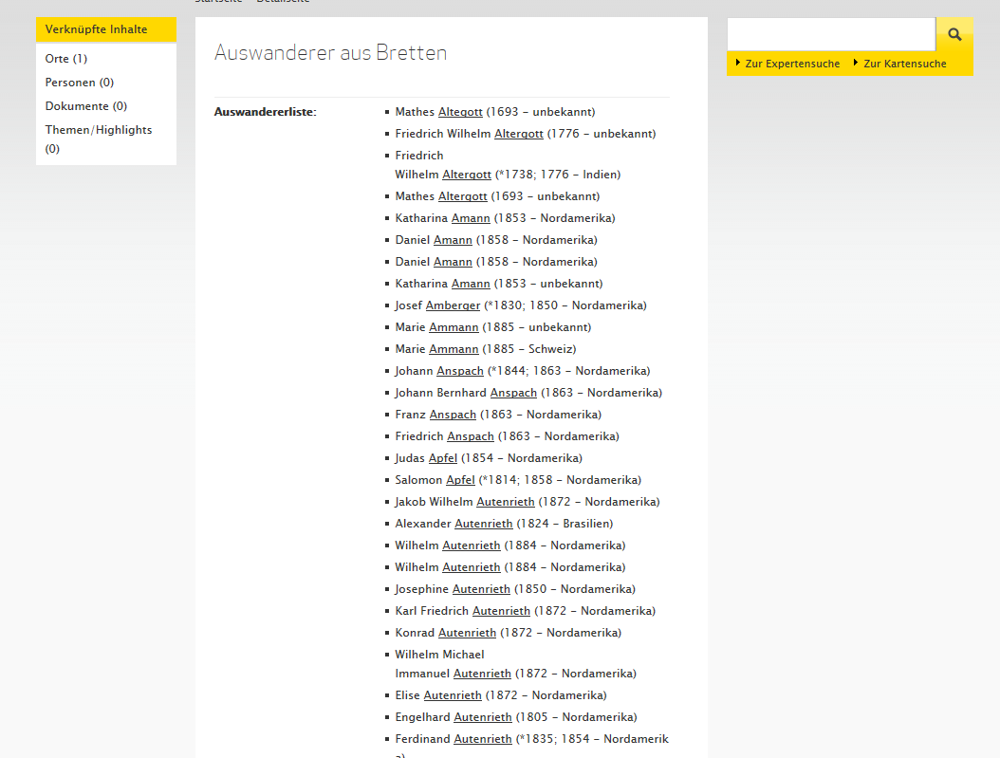 Startseite Detailseite
Verknüpfte Inhalte
Orte (1)
Personen (0)
Dokumente (0)
Themen/Highlights
(0)
Auswanderer aus Bretten
Auswandererliste:
Mathes Altegott (1693 – unbekannt)
Friedrich Wilhelm Altergott (1776 – unbekannt)
Friedrich
Wilhelm Altergott (*1738; 1776 – Indien)
Mathes Altergott (1693 – unbekannt)
Katharina Amann (1853 – Nordamerika)
Daniel Amann (1858 – Nordamerika)
Daniel Amann (1858 – Nordamerika)
Katharina Amann (1853 – unbekannt)
Josef Amberger (*1830; 1850 – Nordamerika)
Marie Ammann (1885 – unbekannt)
Marie Ammann (1885 – Schweiz)
Johann Anspach (*1844; 1863 – Nordamerika)
Johann Bernhard Anspach (1863 – Nordamerika)
Franz Anspach (1863 – Nordamerika)
Friedrich Anspach (1863 – Nordamerika)
Judas Apfel (1854 – Nordamerika)
Salomon Apfel (*1814; 1858 – Nordamerika)
Jakob Wilhelm Autenrieth (1872 – Nordamerika)
Alexander Autenrieth (1824 – Brasilien)
Wilhelm Autenrieth (1884 – Nordamerika)
Wilhelm Autenrieth (1884 – Nordamerika)
Josephine Autenrieth (1850 – Nordamerika)
Karl Friedrich Autenrieth (1872 – Nordamerika)
Konrad Autenrieth (1872 – Nordamerika)
Wilhelm Michael
Immanuel Autenrieth (1872 – Nordamerika)
Elise Autenrieth (1872 – Nordamerika)
Engelhard Autenrieth (1805 – Nordamerika)
Ferdinand Autenrieth (*1835; 1854 – Nordamerik
a)
Zur Expertensuche
Zur Kartensuche